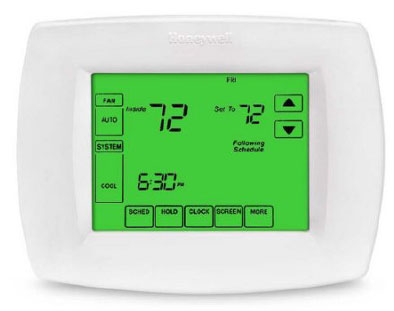 Honeywell
FRI
FAN
AUTO
Inside 72
Set To 72
SYSTEM
Following
Schedule
COOL
6:30 PM
SCHED HOLD CLOCK SCREEN MORE